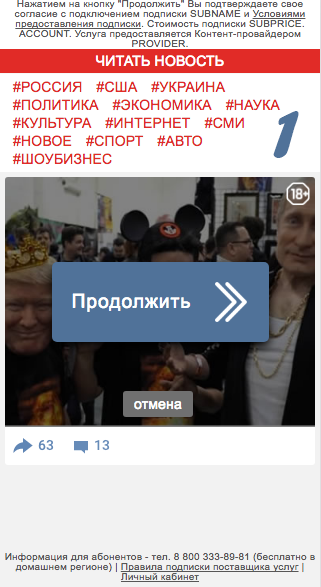 Нажатием на кнопку "Продолжить" Вы подтверждаете свое
согласие с подключением подписки SUBNAME и Условиями
предоставления подписки. Стоимость подписки SUBPRICE.
ACCOUNT. Услуга предоставляется Контент-провайдером
PROVIDER.
ЧИТАТЬ НОВОСТЬ
#РОССИЯ #США #УКРАИНА
#ПОЛИТИКА #ЭКОНОМИКА #НАУКА
#КУЛЬТУРА #ИНТЕРНЕТ #СМИ
#НОВОЕ #СПОРТ #АВТО
#ШОУБИЗНЕС
1
18+
Продолжить
отмена
63 13
Информация для абонентов - тел. 8 800 333-89-81 (бесплатно в
домашнем регионе) | Правила подписки поставщика услуг |
Личный кабинет